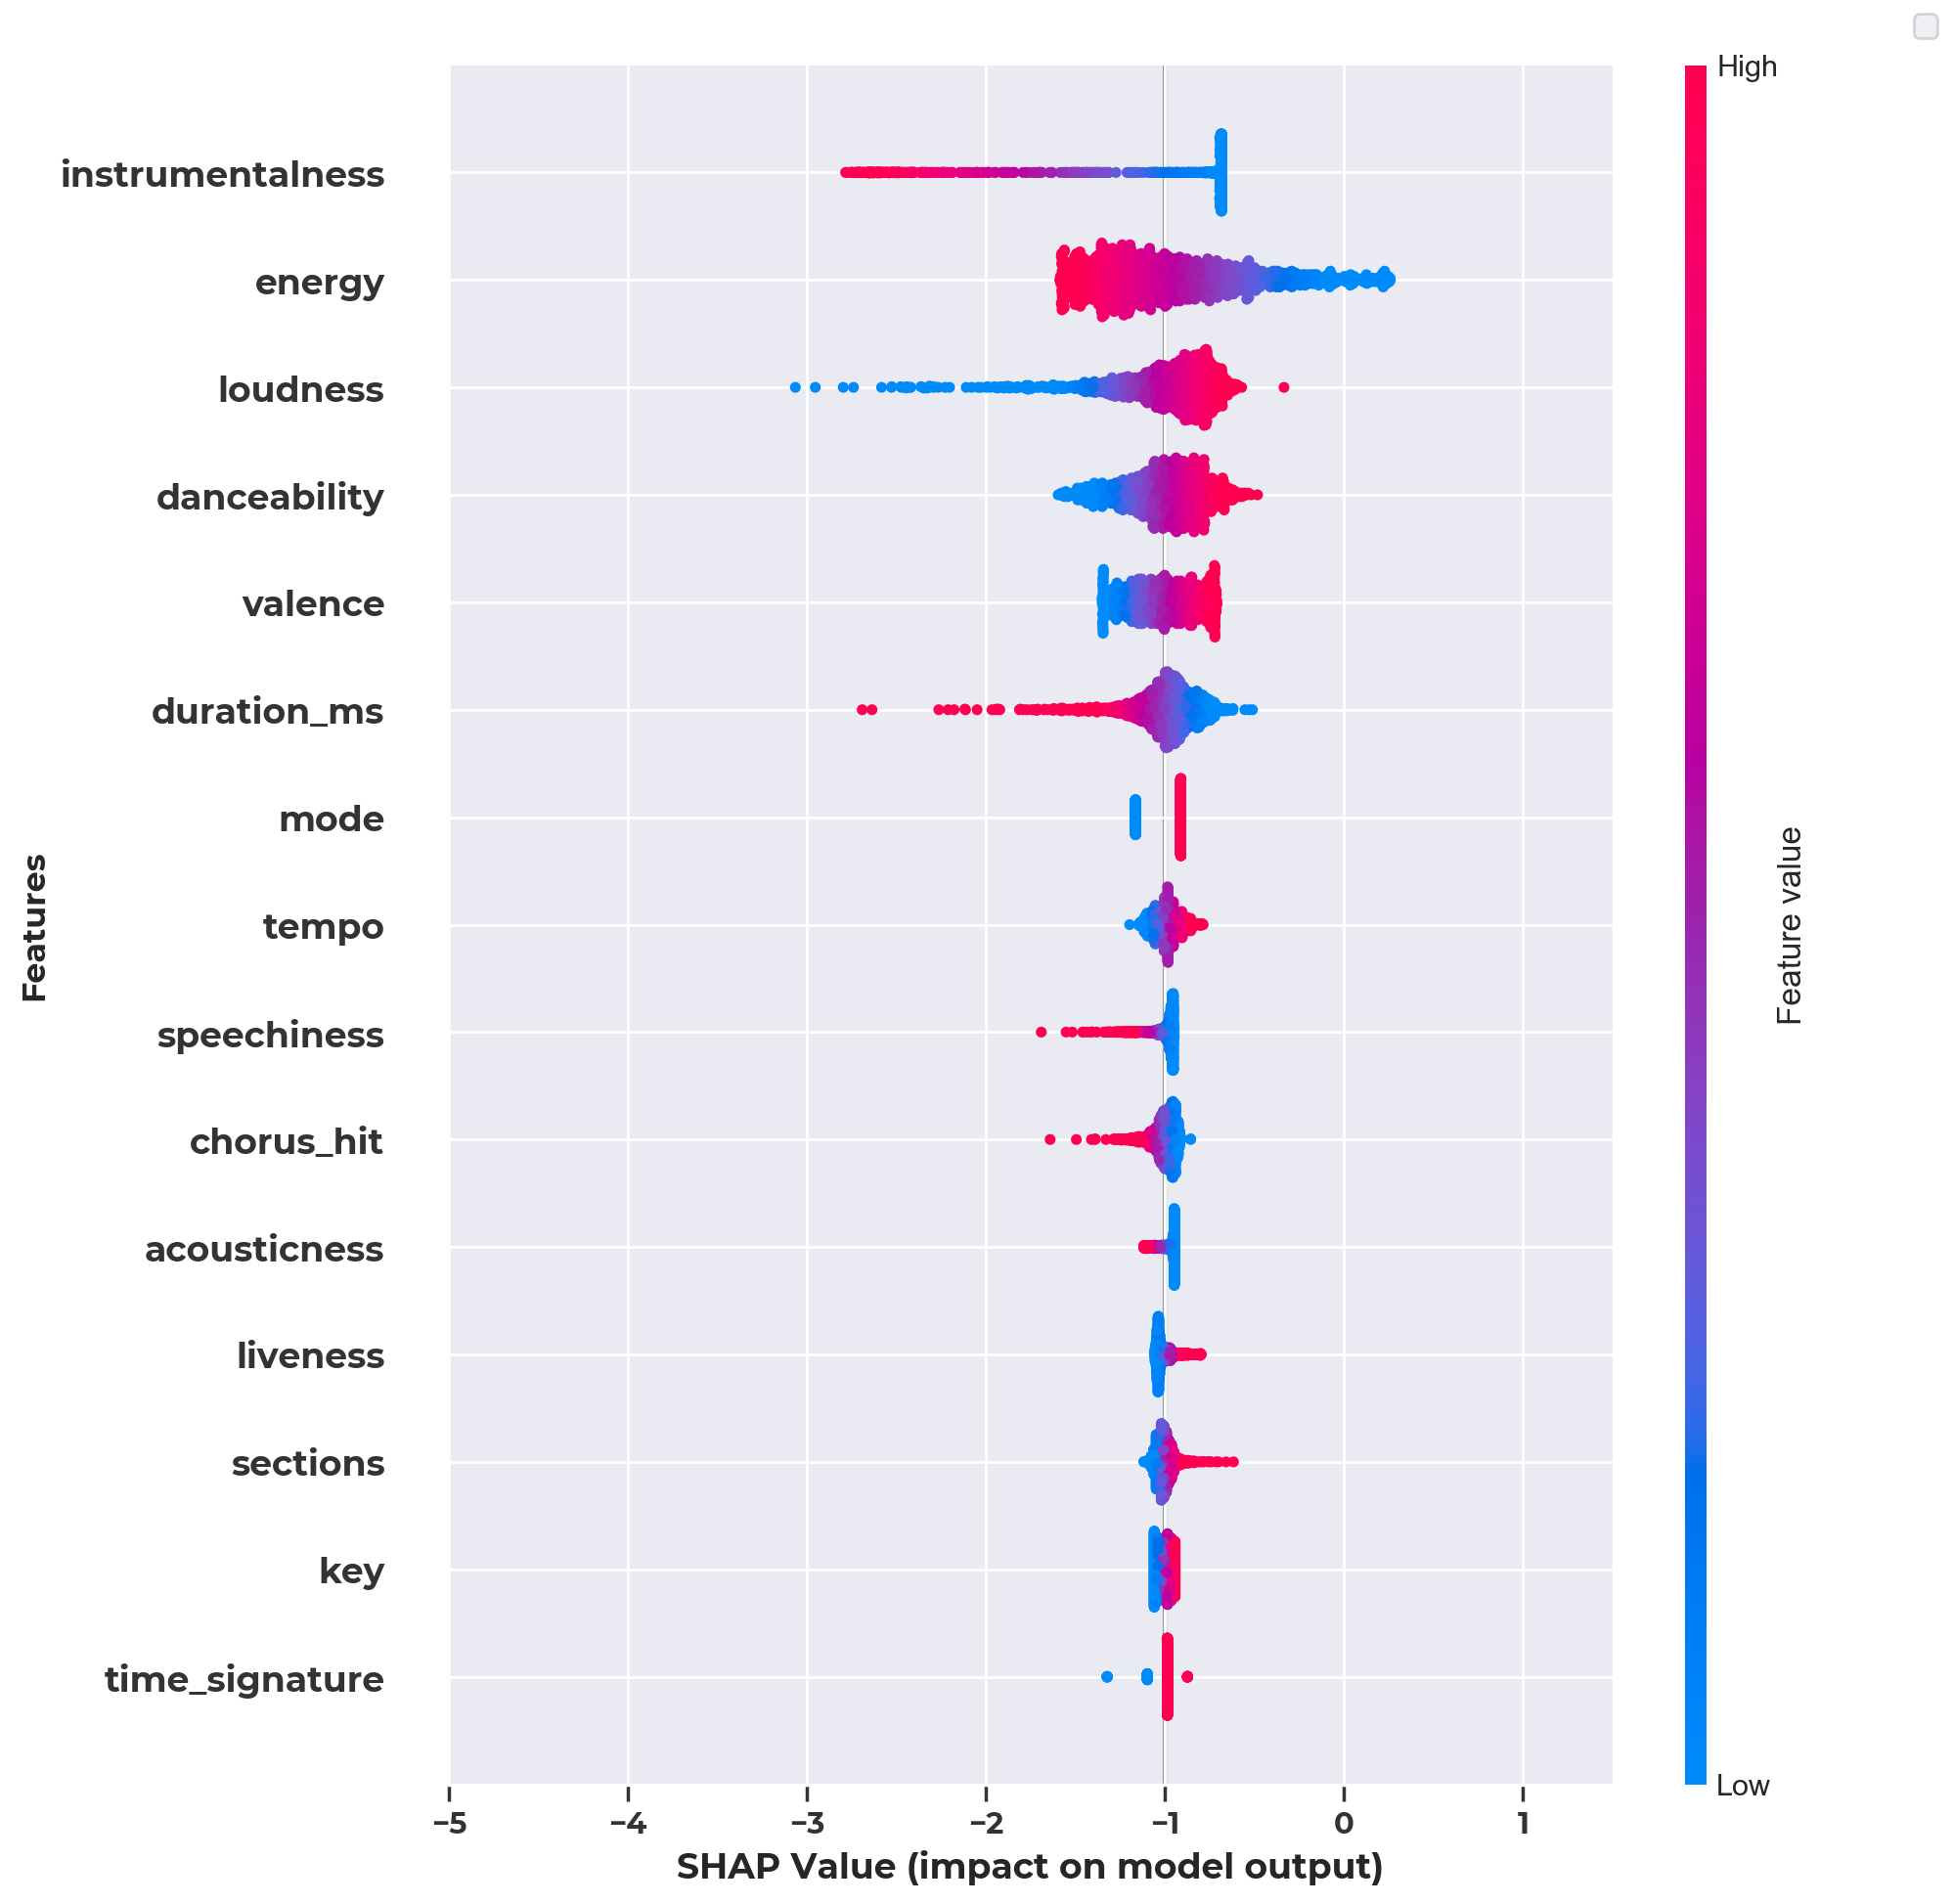 High
instrumentalness
energy
loudness
danceability
valence
duration_ms
mode
tempo
speechiness
chorus_hit
acousticness
liveness
sections
key
time_signature
Features
Feature value
Low
−5 −4 −3 −2 −1 0 1
SHAP Value (impact on model output)